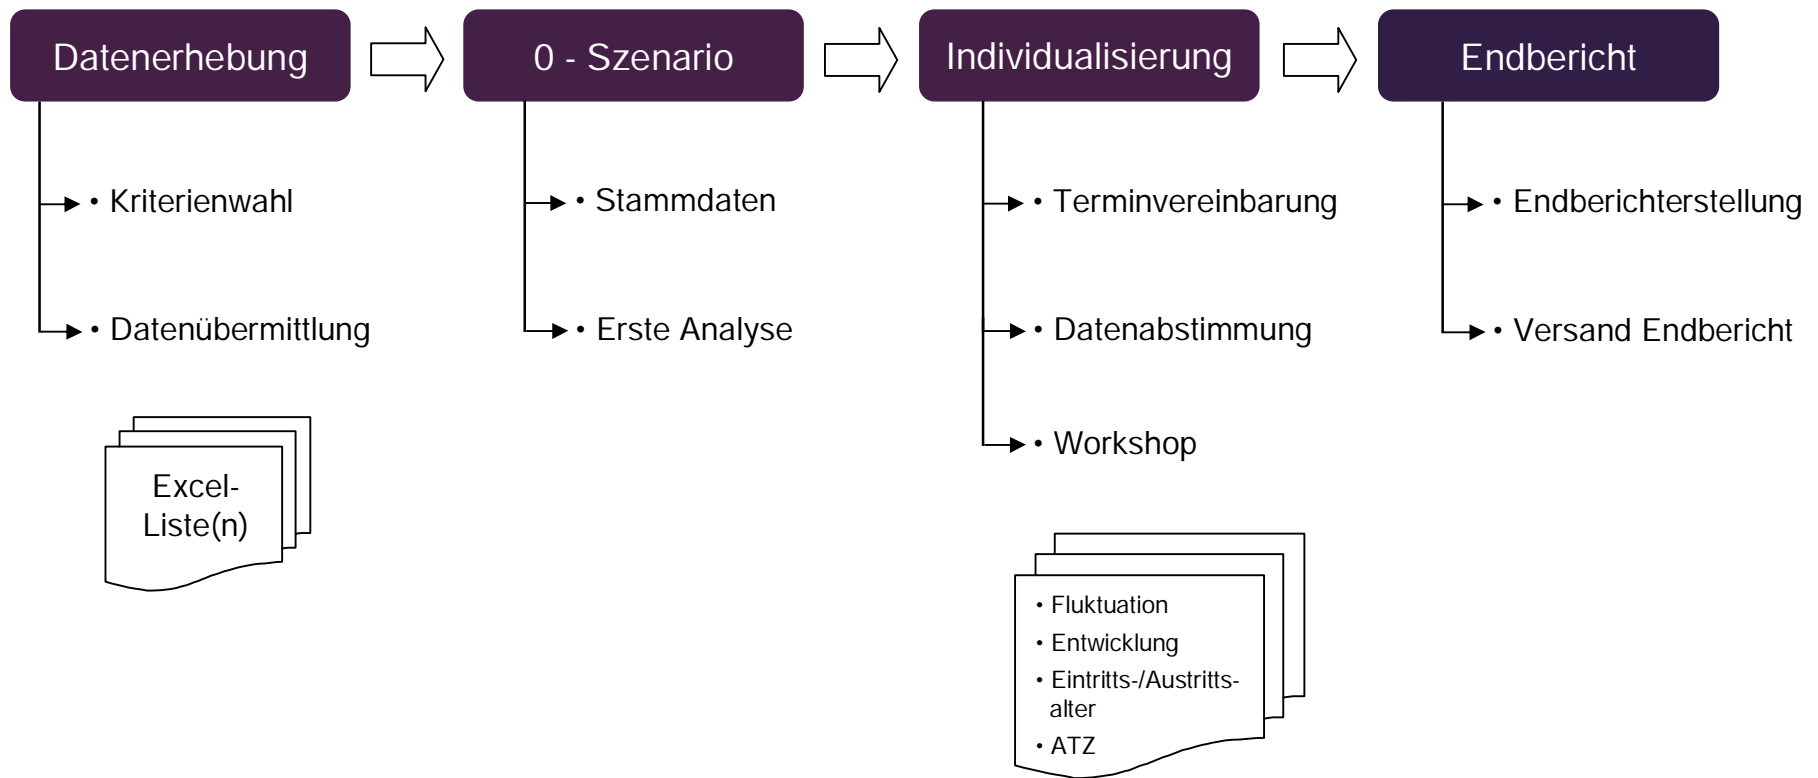 Datenerhebung
0 - Szenario
Individualisierung
Endbericht
• Kriterienwahl
• Stammdaten
• Terminvereinbarung
• Endberichterstellung
• Datenübermittlung
• Erste Analyse
• Datenabstimmung
• Versand Endbericht
• Workshop
Excel-
Liste(n)
• Fluktuation
• Entwicklung
• Eintritts-/Austritts-
alter
• ATZ